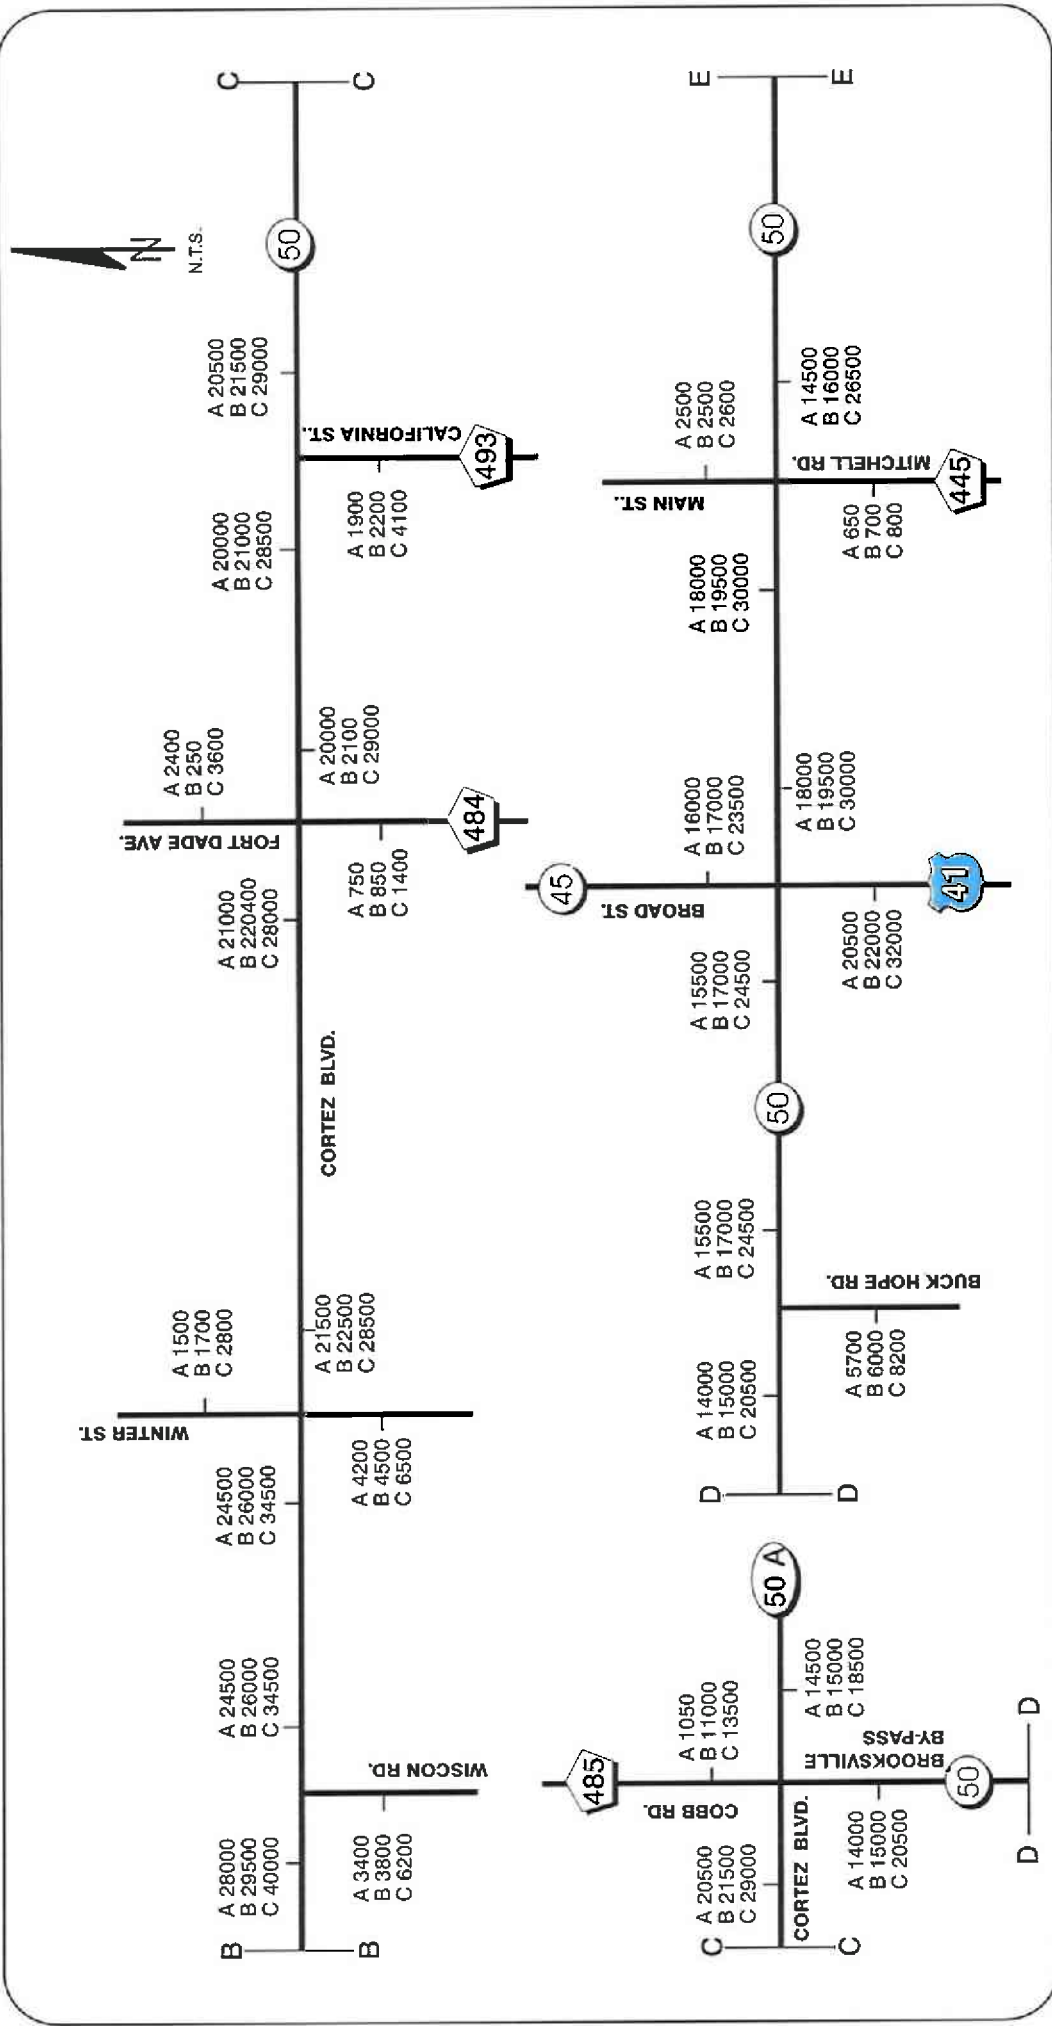 B
B
A 28000
B 29500
C 40000
A 3400
B 3800
C 6200
WISCON RD.
A 24500
B 26000
C 34500
A 24500
B 26000
C 34500
WINTER ST.
A 1500
B 1700
C 2800
A 4200
B 4500
C 6500
A 21500
B 22500
C 28500
CORTEZ BLVD.
A 21000
B 220400
C 28000
FORT DADE AVE.
A 2400
B 250
C 3600
A 750
B 850
C 1400
484
A 20000
B 2100
C 29000
A 20000
B 21000
C 28500
CALIFORNIA ST..
A 1900
B 2200
C 4100
493
A 20500
B 21500
C 29000
50
N
N.T.S.
C
C
C
C
A 20500
B 21500
C 29000
CORTEZ BLVD.
485
COBB RD.
A 1050
B 11000
C 13500
A 14000
B 15000
C 20500
BROOKSVILLE
BY-PASS
50
D
D
A 14500
B 15000
C 18500
50 A
D
D
A 14000
B 15000
C 20500
A 5700
B 6000
C 8200
BUCK HOPE RD.
A 15500
B 17000
C 24500
50
A 15500
B 17000
C 24500
45
BROAD ST.
A 16000
B 17000
C 23500
A 20500
B 22000
C 32000
41
A 18000
B 19500
C 30000
A 18000
B 19500
C 30000
MAIN ST..
A 2500
B 2500
C 2600
A 650
B 700
C 800
MITCHELL RD.
445
A 14500
B 16000
C 26500
50
E
E